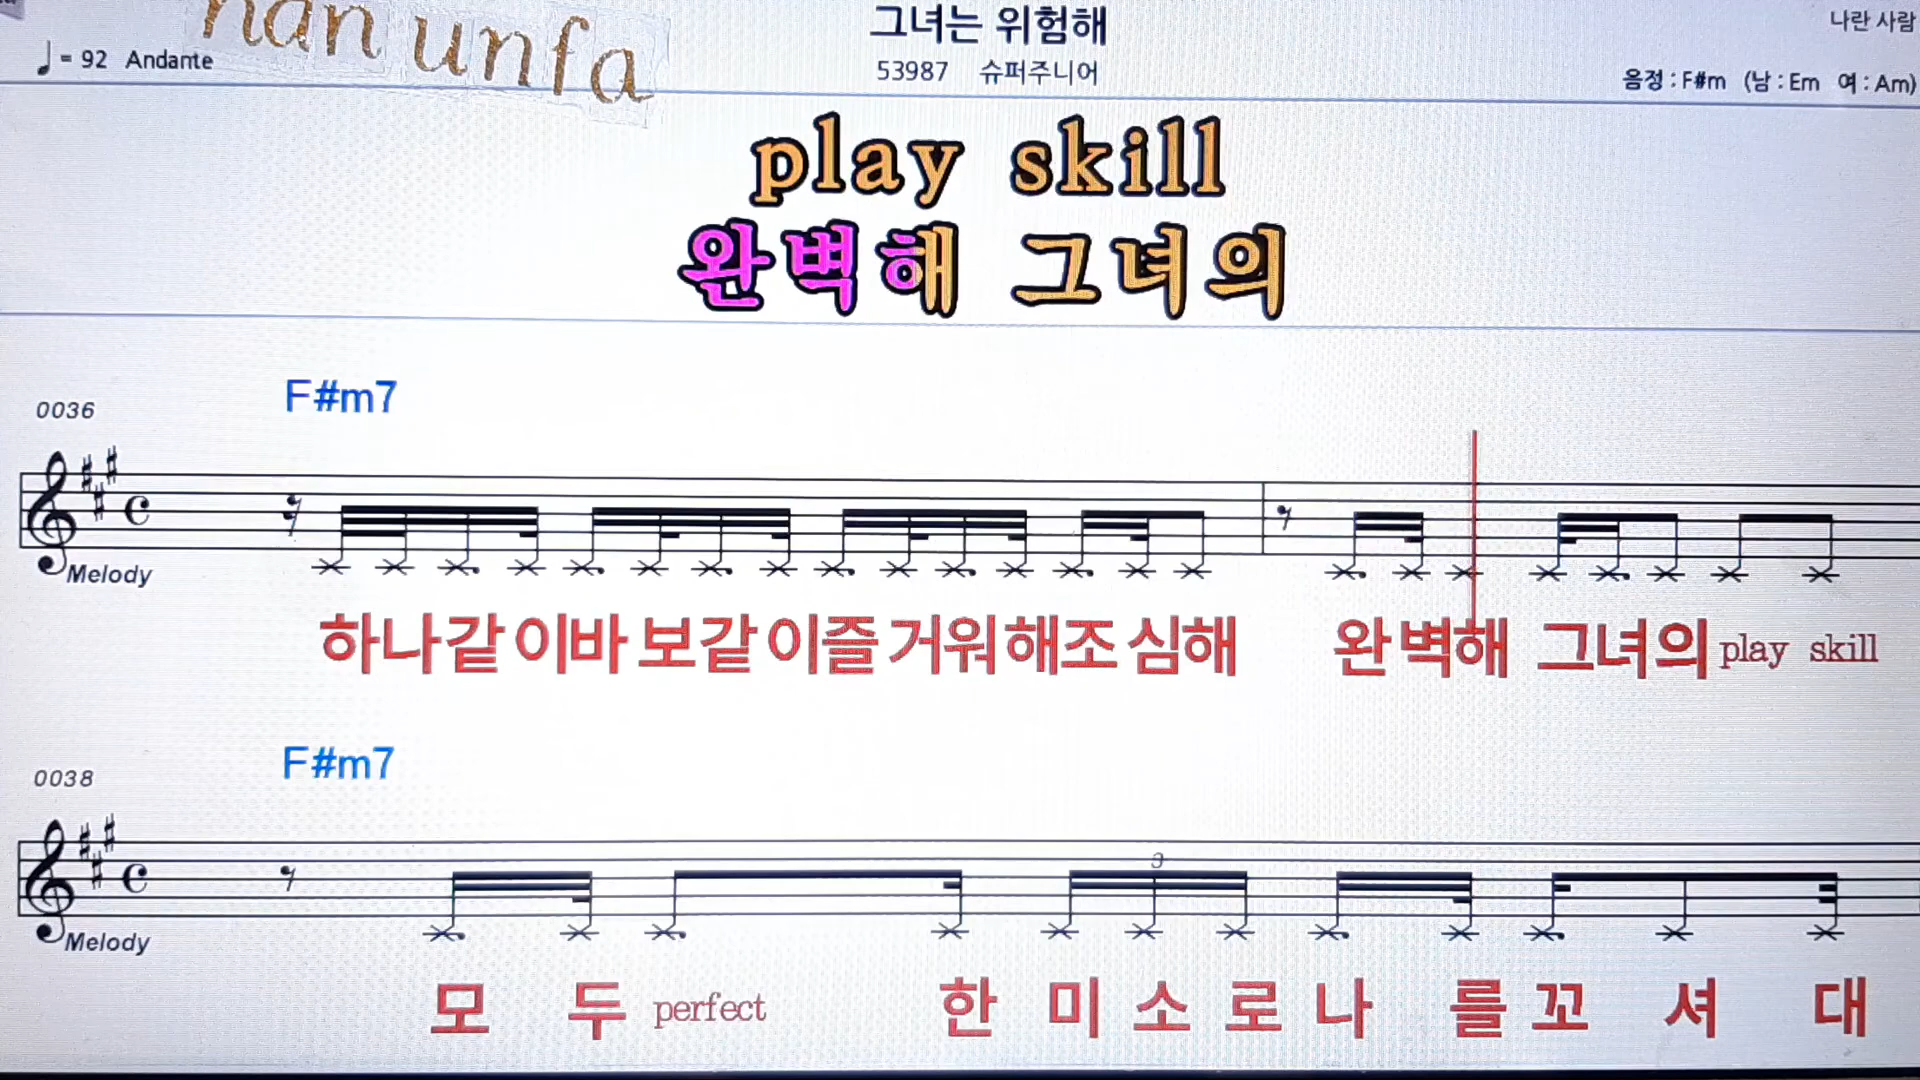 nan unfa
그녀는 위험해
나란 사람
♩ = 92 Andante
53987 슈퍼주니어
음정 : F#m (남 : Em 여 : Am)
play skill
완벽해 그녀의
F#m7
0036
Melody
하나같이바보같이즐거워해조심해 완벽해 그녀의 play skill
F#m7
0038
3
Melody
모두 perfect 한미소로나를꼬셔대